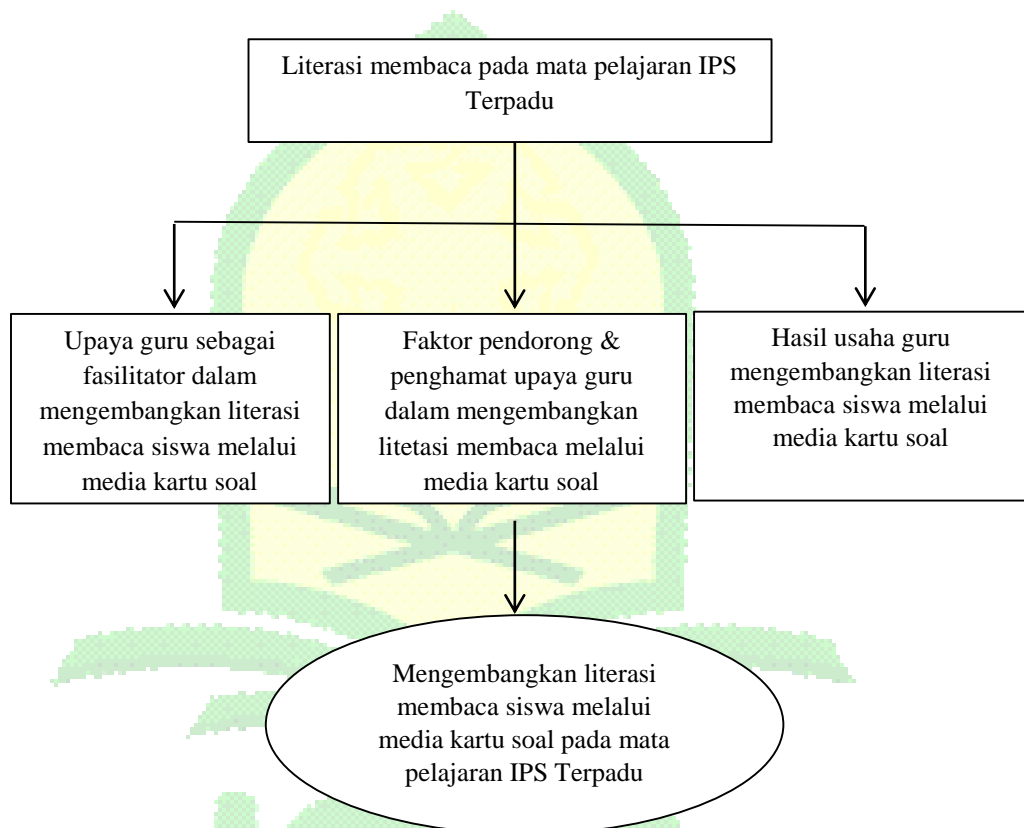 Literasi membaca pada mata pelajaran IPS
Terpadu
Upaya guru sebagai
fasilitator dalam
mengembangkan literasi
membaca siswa melalui
media kartu soal
Faktor pendorong &
penghamat upaya guru
dalam mengembangkan
litetasi membaca melalui
media kartu soal
Hasil usaha guru
mengembangkan literasi
membaca siswa melalui
media kartu soal
Mengembangkan literasi
membaca siswa melalui
media kartu soal pada mata
pelajaran IPS Terpadu